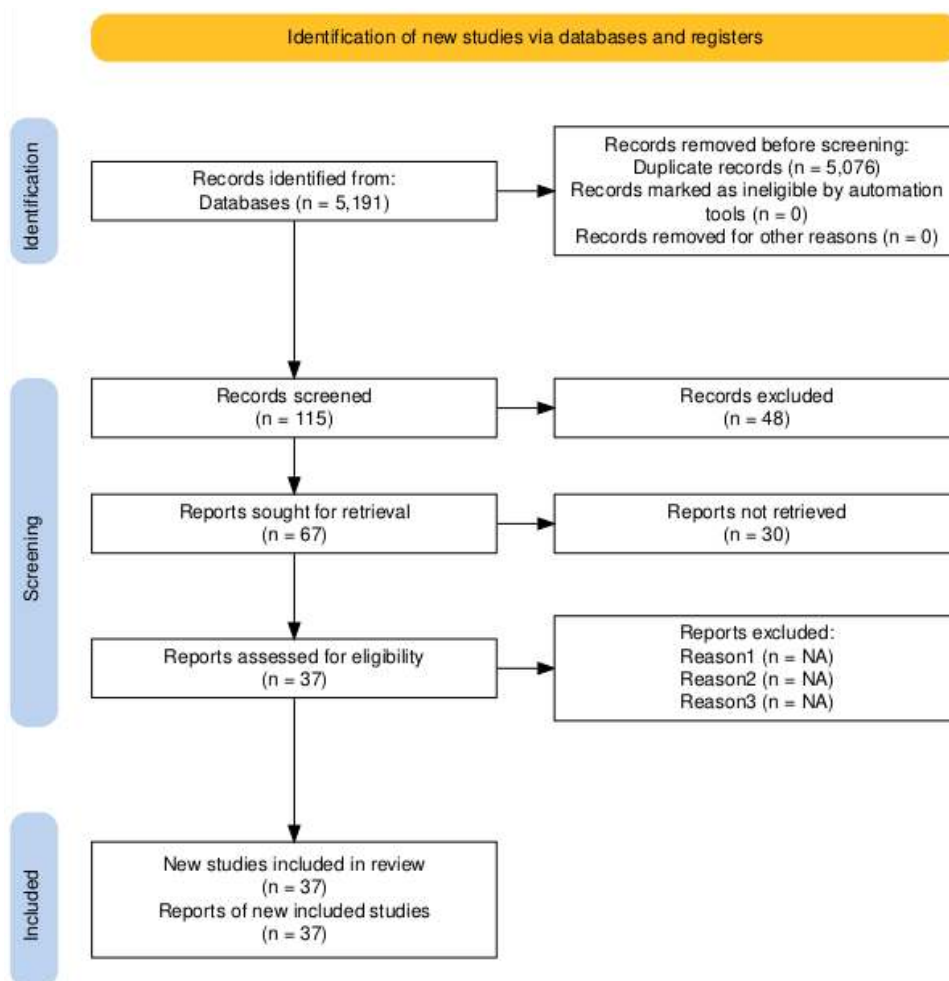 Identification of new studies via databases and registers
Identification
Records identified from:
Databases (n = 5,191)
Records removed before screening:
Duplicate records (n = 5,076)
Records marked as ineligible by automation
tools (n = 0)
Records removed for other reasons (n = 0)
Screening
Records screened
(n = 115)
Records excluded
(n = 48)
Reports sought for retrieval
(n = 67)
Reports not retrieved
(n = 30)
Reports assessed for eligibility
(n = 37)
Reports excluded:
Reason1 (n = NA)
Reason2 (n = NA)
Reason3 (n = NA)
Included
New studies included in review
(n = 37)
Reports of new included studies
(n = 37)